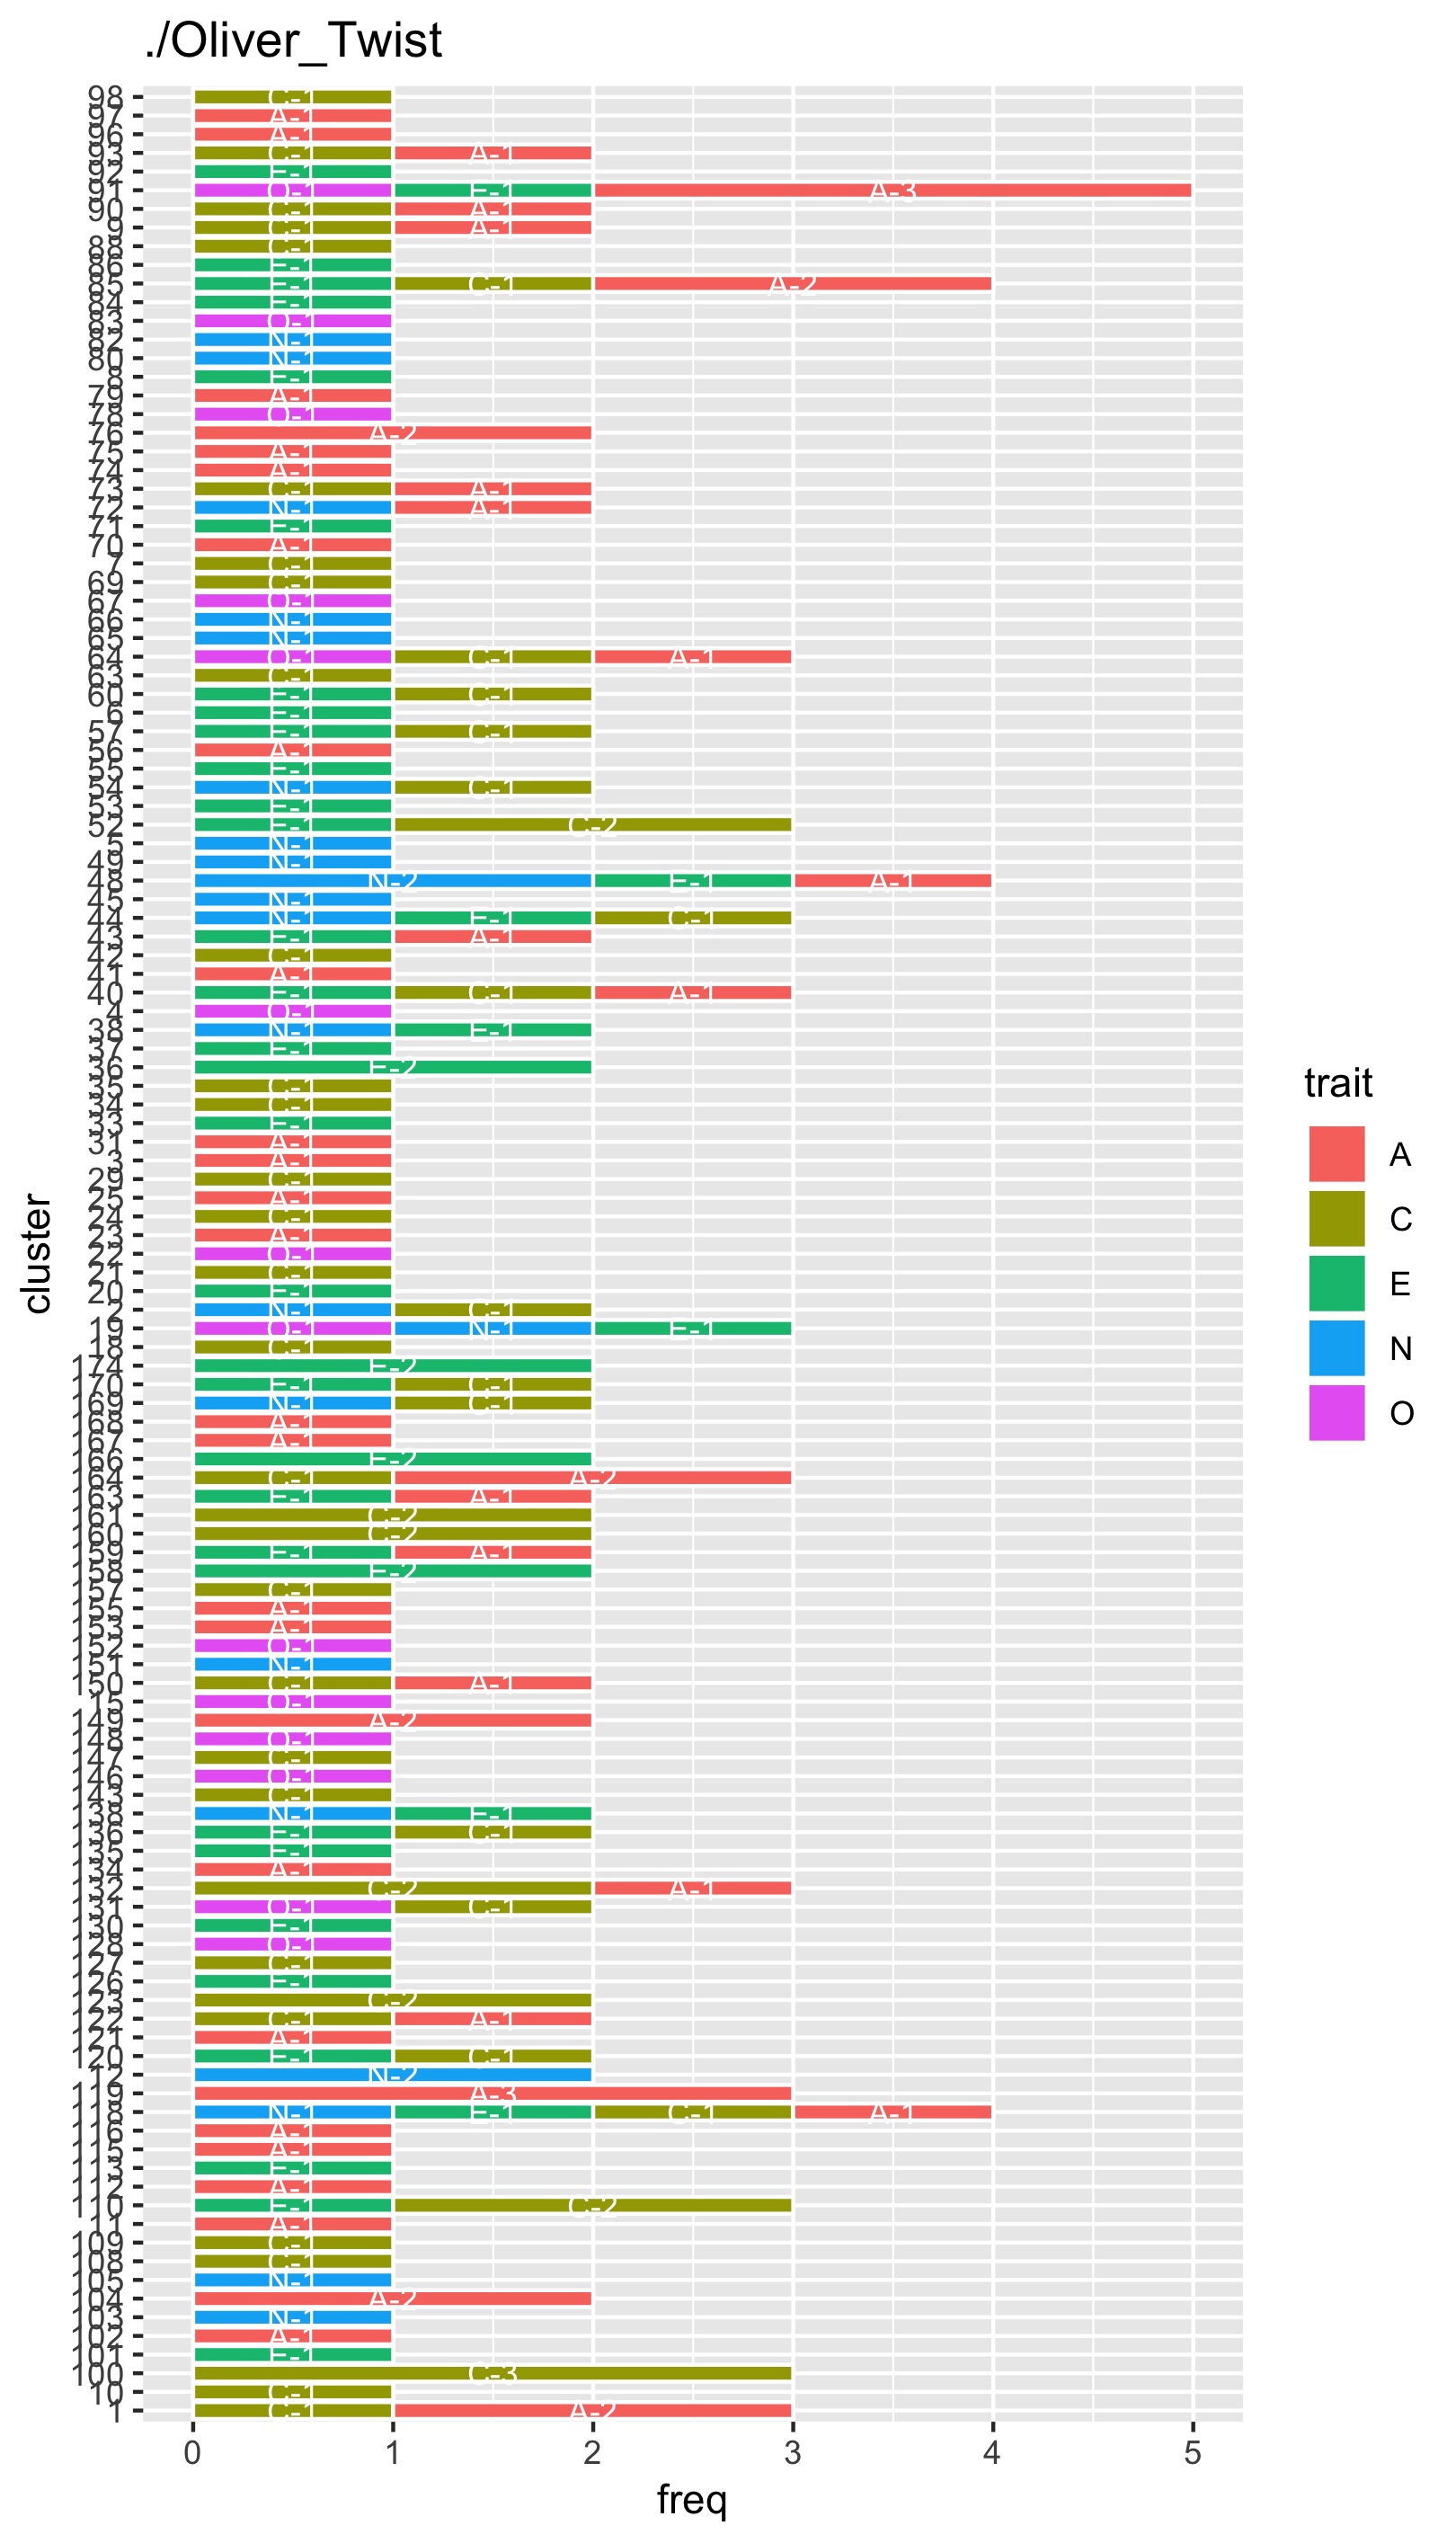 ./Oliver_Twist
98 C-1
97 A-1
96 A-1
93 C-1 A-1
92 E-1
91 O-1 E-1 A-3
90 C-1 A-1
9 C-1 A-1
88 C-1
86 E-1
85 E-1 C-1 A-2
84 E-1
83 O-1
82 N-1
80 N-1
8 E-1
79 A-1
78 O-1
76 A-2
75 A-1
74 A-1
73 C-1 A-1
72 N-1 A-1
71 E-1
70 A-1
7 C-1
69 C-1
67 O-1
66 N-1
65 N-1
64 O-1 C-1 A-1
63 C-1
60 E-1 C-1
6 E-1
57 E-1 C-1
56 A-1
55 E-1
54 N-1 C-1
53 E-1
52 E-1 C-2
5 N-1
49 N-1
48 N-2 E-1 A-1
45 N-1
44 N-1 E-1 C-1
43 E-1 A-1
42 C-1
41 A-1
40 E-1 C-1 A-1
4 O-1
38 N-1 E-1
37 E-1
36 E-2
35 C-1
34 C-1
33 E-1
31 A-1
3 A-1
29 C-1
25 A-1
24 C-1
23 A-1
22 O-1
21 C-1
20 E-1
2 N-1 C-1
19 O-1 N-1 E-1
18 C-1
174 E-2
170 E-1 C-1
169 N-1 C-1
168 A-1
167 A-1
166 E-2
164 C-1 A-2
163 E-1 A-1
161 C-2
160 C-2
159 E-1 A-1
158 E-2
157 C-1
155 A-1
153 A-1
152 O-1
151 N-1
150 C-1 A-1
15 O-1
149 A-2
148 O-1
147 C-1
146 O-1
143 C-1
138 N-1 E-1
136 E-1 C-1
135 E-1
134 A-1
132 C-2 A-1
131 O-1 C-1
130 E-1
128 O-1
127 C-1
126 E-1
123 C-2
122 C-1 A-1
121 A-1
120 E-1 C-1
12 N-2
119 A-3
118 N-1 E-1 C-1 A-1
116 A-1
115 A-1
113 E-1
112 A-1
110 E-1 C-2
11 A-1
109 C-1
108 C-1
105 N-1
104 A-2
103 N-1
102 A-1
101 E-1
100 C-3
10 C-1
1 C-1 A-2
0 1 2 3 4 5
freq
cluster
trait
A
C
E
N
O